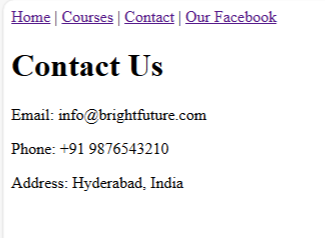 Home | Courses | Contact | Our Facebook
Contact Us
Email: info@brightfuture.com
Phone: +91 9876543210
Address: Hyderabad, India